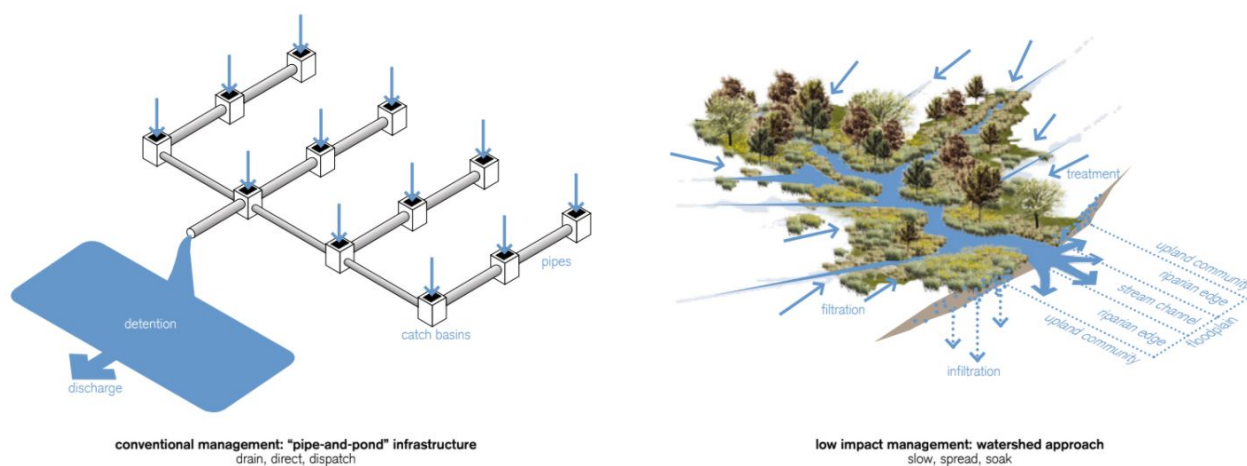 pipes
catch basins
detention
discharge
conventional management: “pipe-and-pond” infrastructure
drain, direct, dispatch
treatment
filtration
infiltration
upland community
riparian edge
stream channel
riparian edge
upland community
floodplain
low impact management: watershed approach
slow, spread, soak